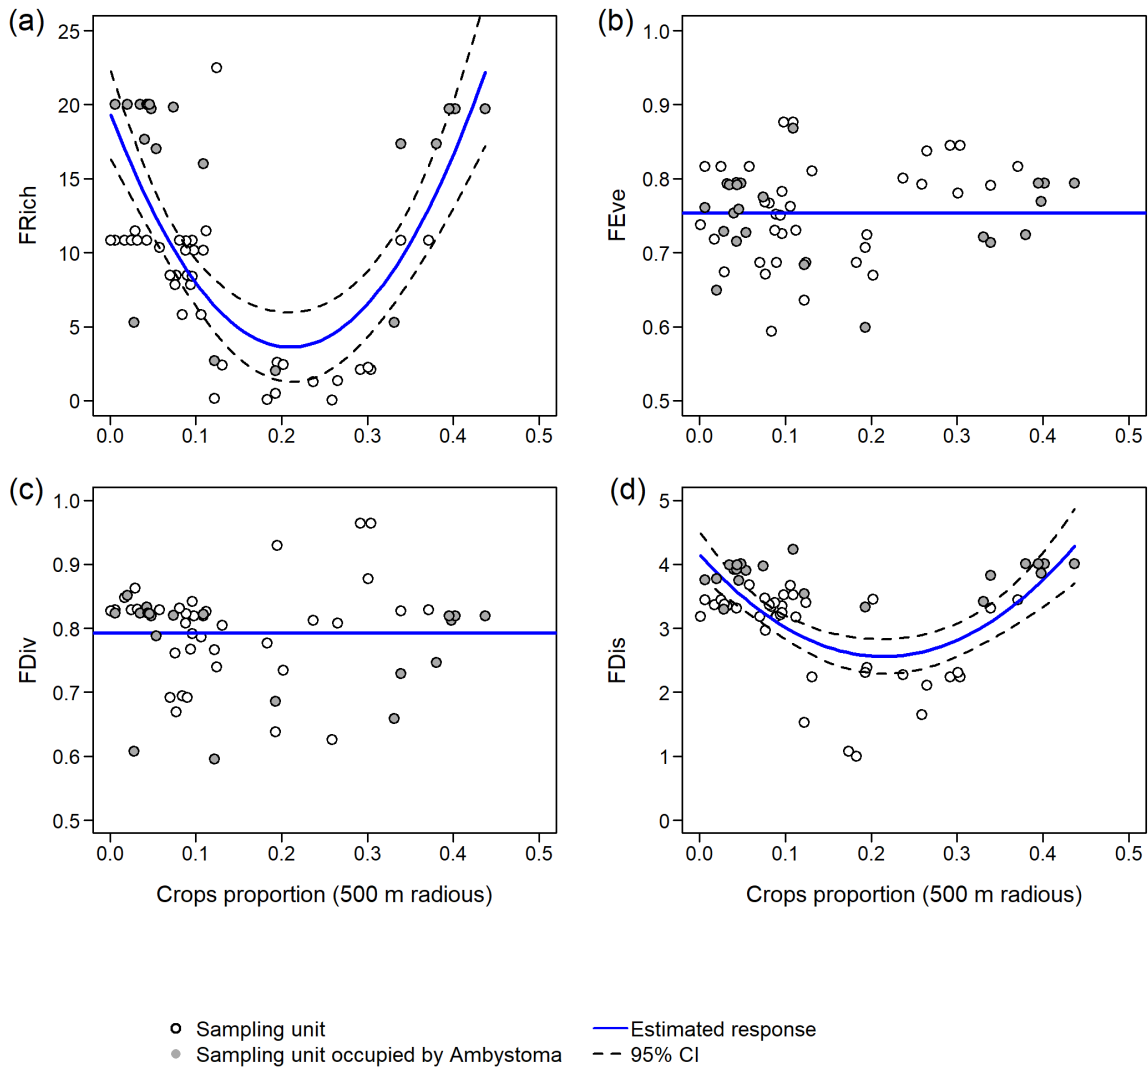 (a)
FRich
25
20
15
10
5
0
0.0 0.1 0.2 0.3 0.4 0.5
(b)
FEve
1.0
0.9
0.8
0.7
0.6
0.5
0.0 0.1 0.2 0.3 0.4 0.5
(c)
FDiv
1.0
0.9
0.8
0.7
0.6
0.5
0.0 0.1 0.2 0.3 0.4 0.5
Crops proportion (500 m radious)
(d)
FDis
5
4
3
2
1
0
0.0 0.1 0.2 0.3 0.4 0.5
Crops proportion (500 m radious)
Sampling unit
Sampling unit occupied by Ambystoma
Estimated response
95% CI